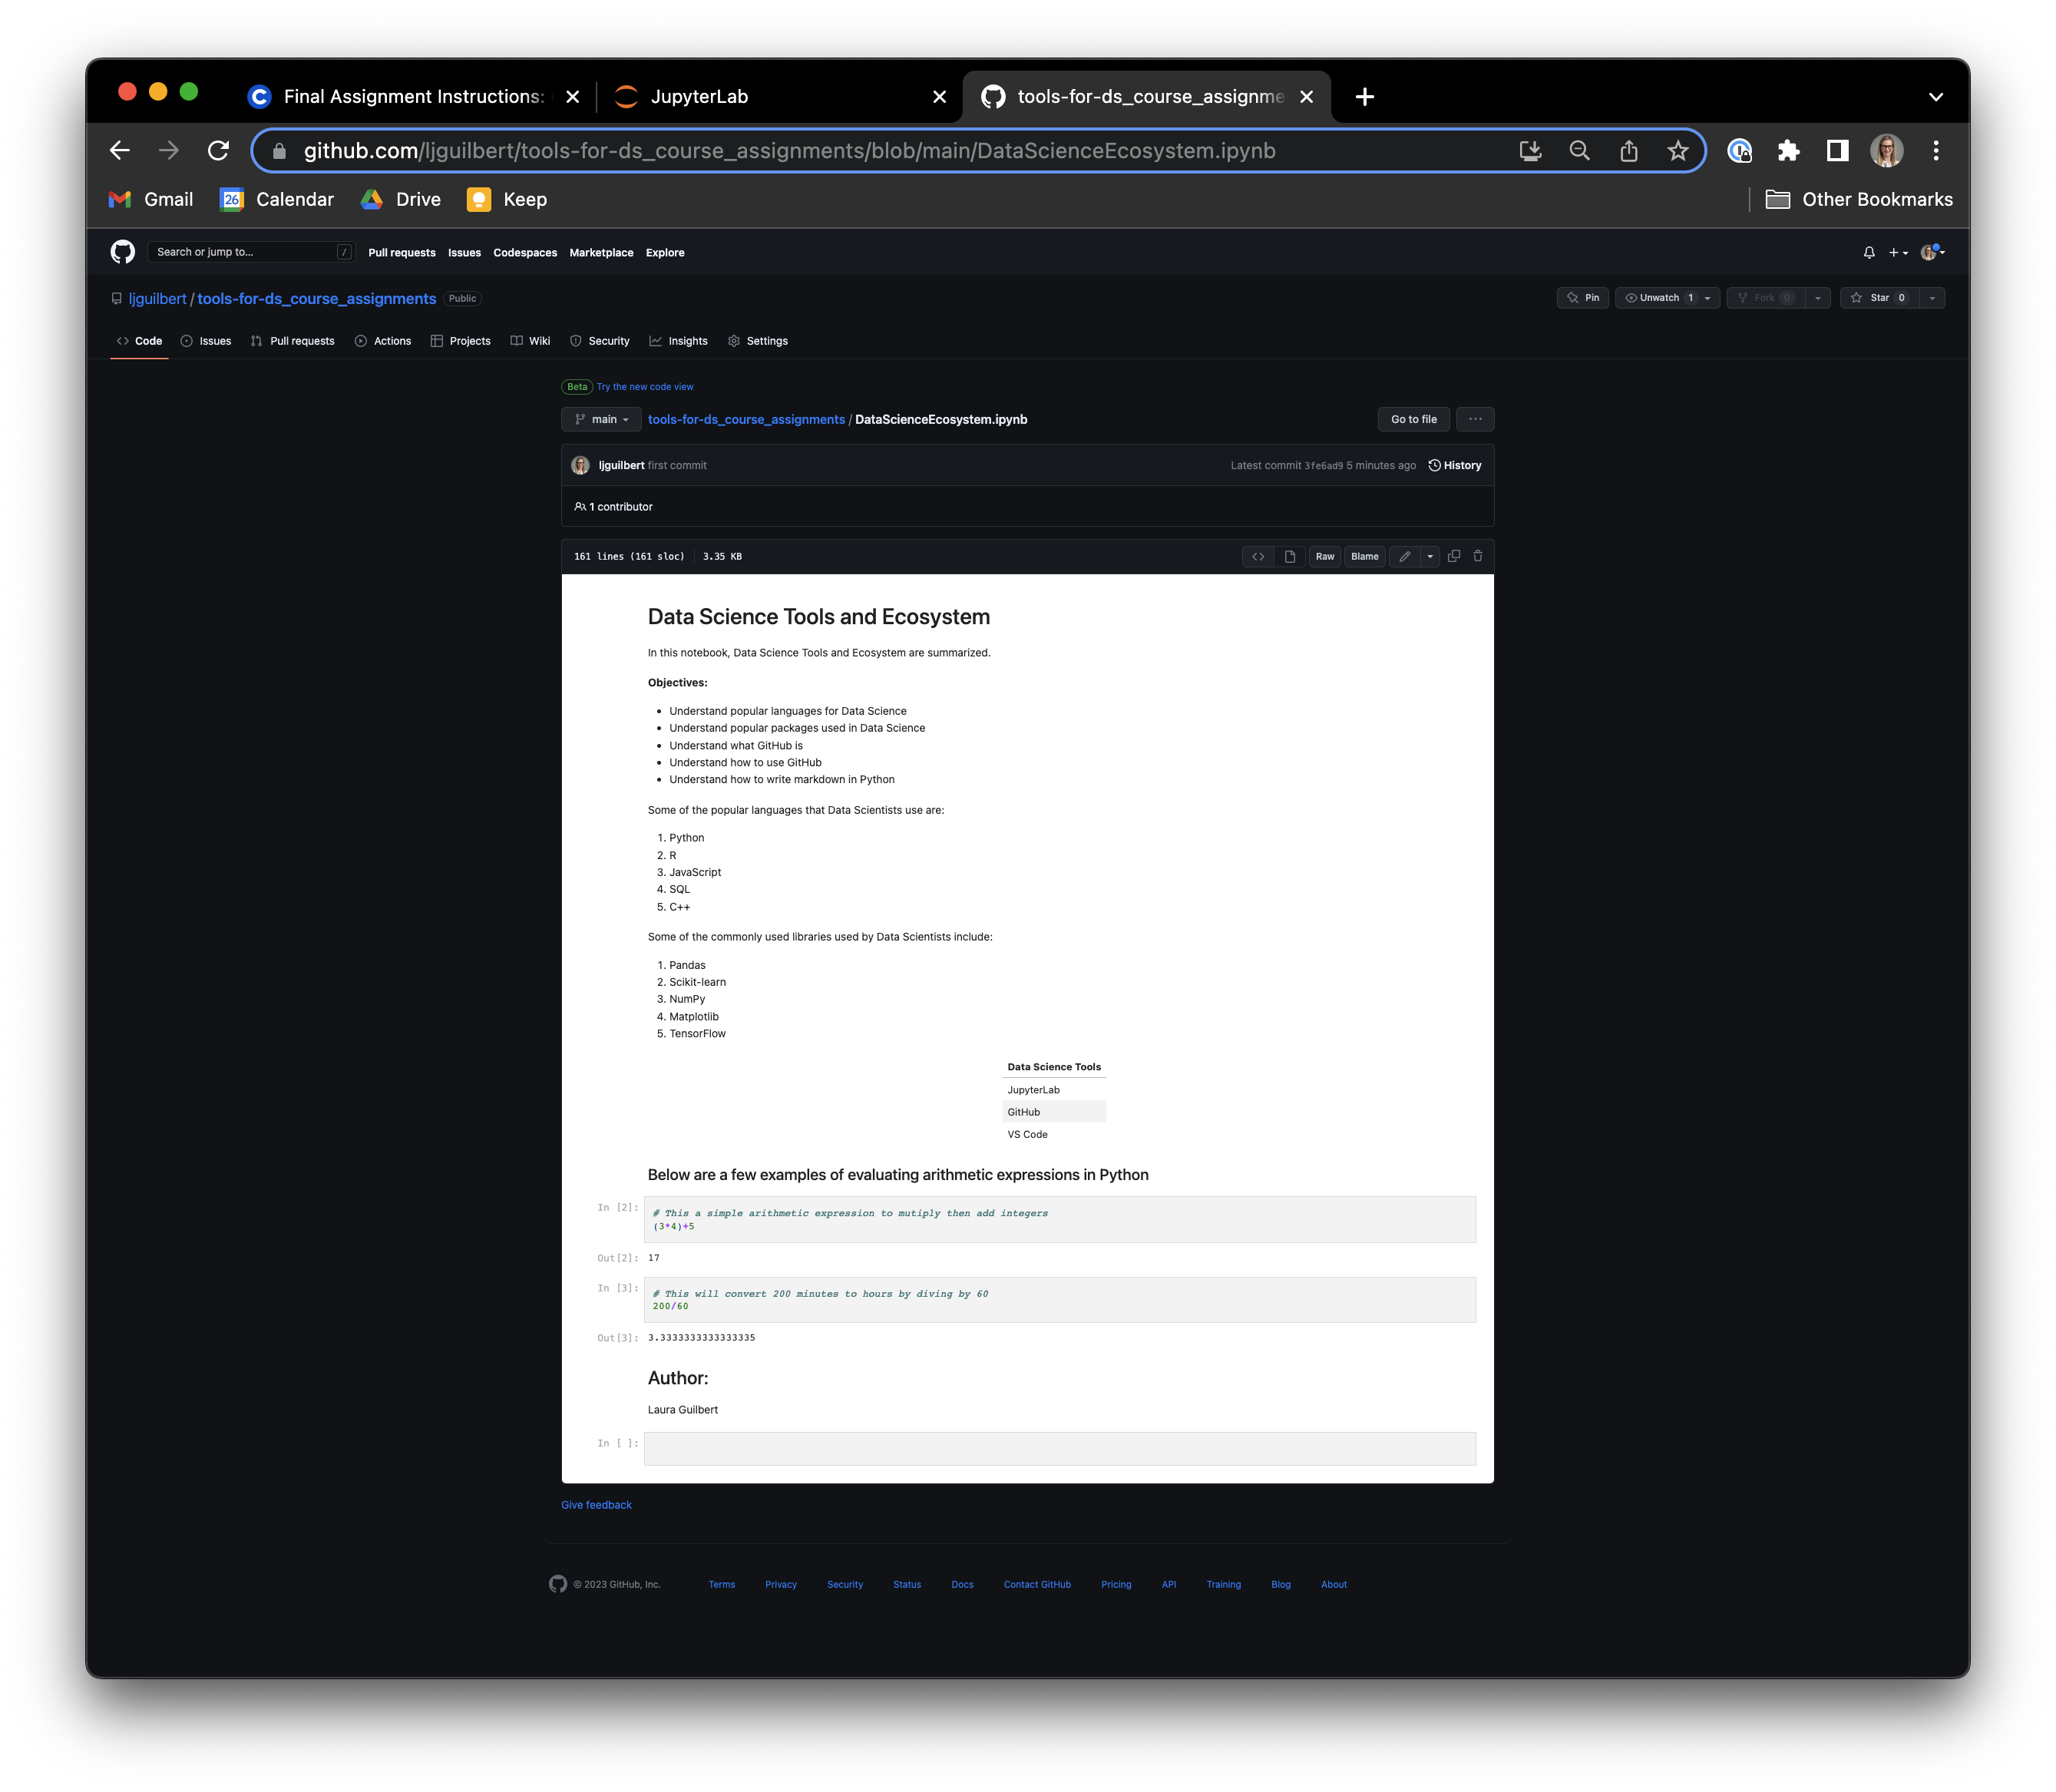 Final Assignment Instructions:
JupyterLab
tools-for-ds_course_assignme
github.com/ljguilbert/tools-for-ds_course_assignments/blob/main/DataScienceEcosystem.ipynb
Gmail 26 Calendar Drive Keep Other Bookmarks
Search or jump to... / Pull requests Issues Codespaces Marketplace Explore
ljguilbert / tools-for-ds_course_assignments Public Pin Unwatch 1 Fork 0 Star 0
Code Issues Pull requests Actions Projects Wiki Security Insights Settings
Beta Try the new code view
main tools-for-ds_course_assignments / DataScienceEcosystem.ipynb Go to file ...
ljguilbert first commit Latest commit 3fe6ad9 5 minutes ago History
1 contributor
161 lines (161 sloc) 3.35 KB Raw Blame
Data Science Tools and Ecosystem
In this notebook, Data Science Tools and Ecosystem are summarized.
Objectives:
• Understand popular languages for Data Science
• Understand popular packages used in Data Science
• Understand what GitHub is
• Understand how to use GitHub
• Understand how to write markdown in Python
Some of the popular languages that Data Scientists use are:
1. Python
2. R
3. JavaScript
4. SQL
5. C++
Some of the commonly used libraries used by Data Scientists include:
1. Pandas
2. Scikit-learn
3. NumPy
4. Matplotlib
5. TensorFlow
Data Science Tools
JupyterLab
GitHub
VS Code
Below are a few examples of evaluating arithmetic expressions in Python
In [2]: # This a simple arithmetic expression to mutiply then add integers
(3*4)+5
Out[2]: 17
In [3]: # This will convert 200 minutes to hours by diving by 60
200/60
Out[3]: 3.3333333333333335
Author:
Laura Guilbert
In [ ]:
Give feedback
© 2023 GitHub, Inc. Terms Privacy Security Status Docs Contact GitHub Pricing API Training Blog About